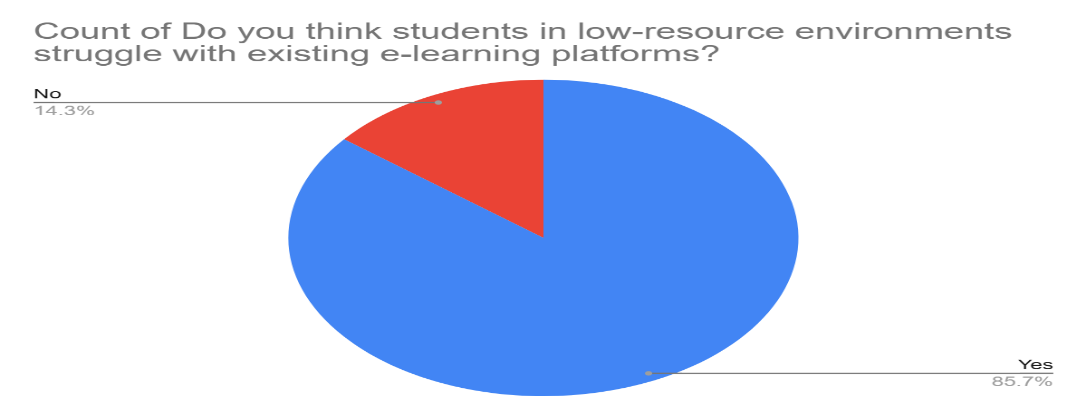 Count of Do you think students in low-resource environments
struggle with existing e-learning platforms?
No
14.3%
Yes
85.7%